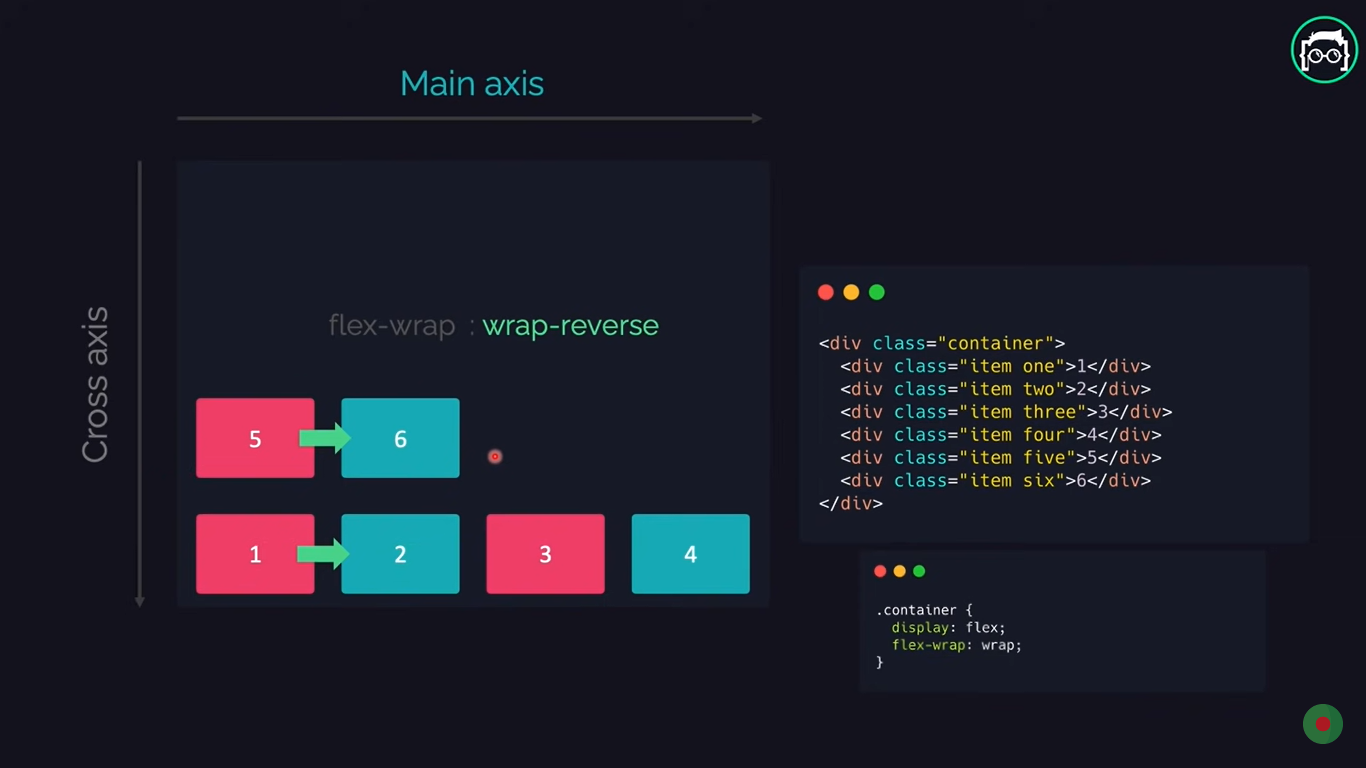 Main axis
Cross axis
flex-wrap : wrap-reverse
5
6
1
2
3
4
<div class="container">
<div class="item one">1</div>
<div class="item two">2</div>
<div class="item three">3</div>
<div class="item four">4</div>
<div class="item five">5</div>
<div class="item six">6</div>
</div>
.container {
display: flex;
flex-wrap: wrap;
}